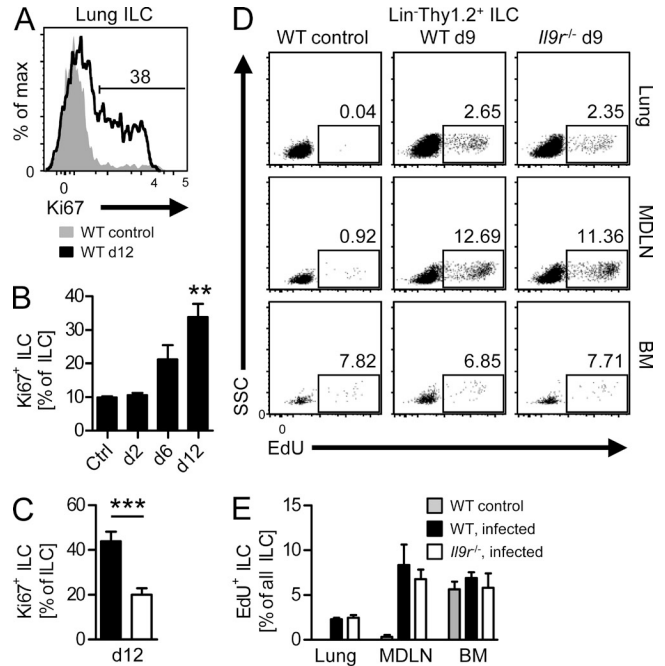 A
Lung ILC
38
% of max
0
0
4
5
Ki67
WT control
WT d12
B
**
Ki67+ ILC
[% of ILC]
40
30
20
10
0
Ctrl
d2
d6
d12
C
***
Ki67+ ILC
[% of ILC]
60
40
20
0
d12
D
Lin-Thy1.2+ ILC
WT control
WT d9
Il9r-/- d9
0.04
2.65
2.35
Lung
0.92
12.69
11.36
MDLN
7.82
6.85
7.71
BM
SSC
0
0
EdU
E
WT control
WT, infected
Il9r-/-, infected
EdU+ ILC
[% of all ILC]
15
10
5
0
Lung
MDLN
BM